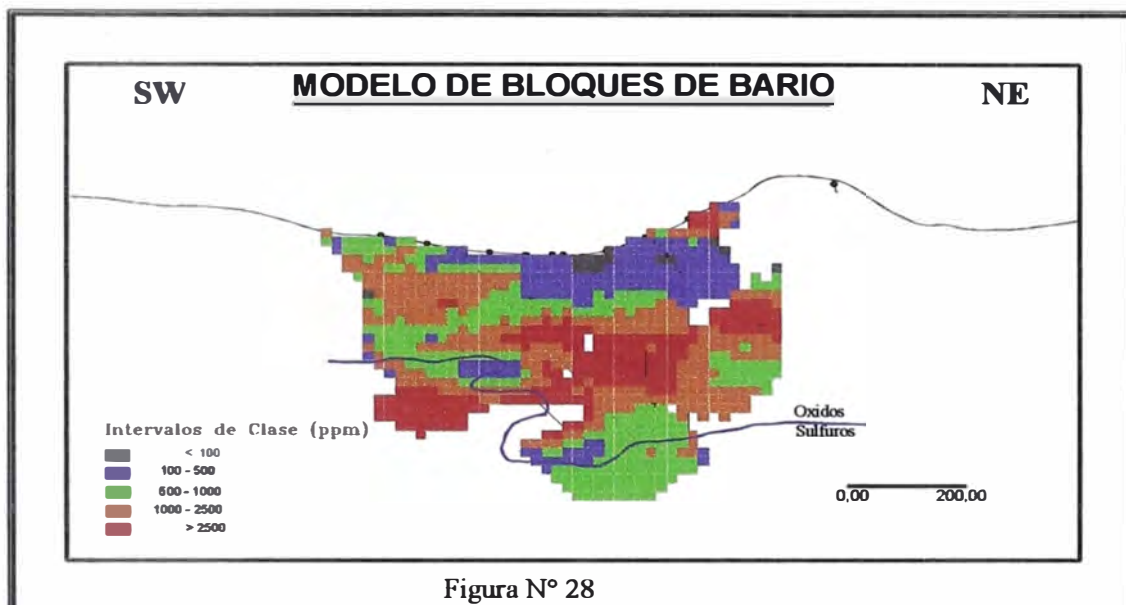 SW MODELO DE BLOQUES DE BARIO NE
Oxidos
Sulfuros
Intervalos de Clase (ppm)
< 100
100 - 500
500 - 1000
1000 - 2500
> 2500
0,00 200,00
Figura N° 28